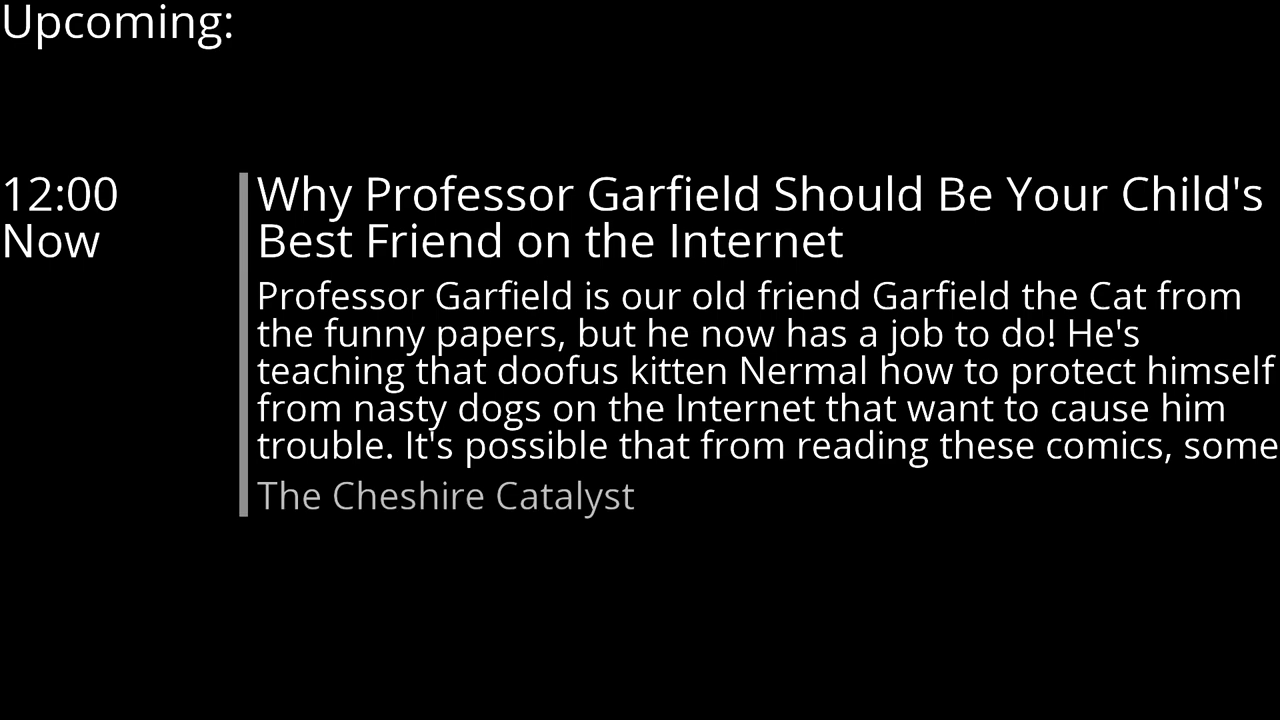 Upcoming:
12:00
Now
Why Professor Garfield Should Be Your Child's
Best Friend on the Internet
Professor Garfield is our old friend Garfield the Cat from
the funny papers, but he now has a job to do! He's
teaching that doofus kitten Nermal how to protect himself
from nasty dogs on the Internet that want to cause him
trouble. It's possible that from reading these comics, some
The Cheshire Catalyst